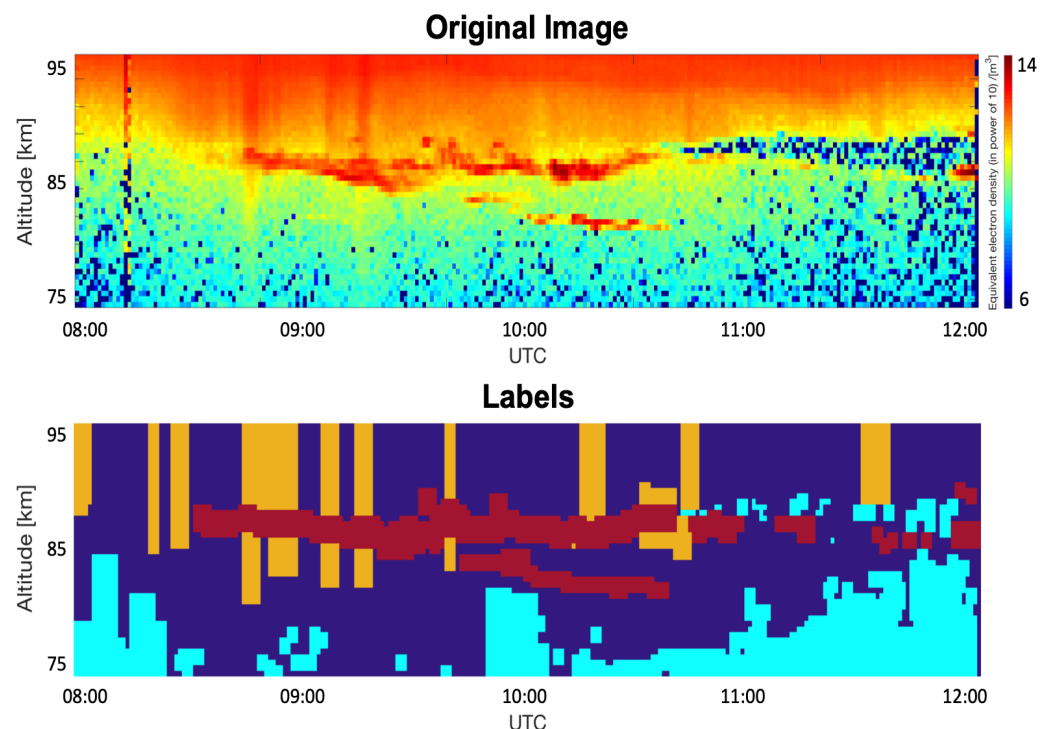 Original Image
95
85
75
Altitude [km]
08:00 09:00 10:00 11:00 12:00
UTC
14
6
Equivalent electron density (in power of 10) /[m³]
Labels
95
85
75
Altitude [km]
08:00 09:00 10:00 11:00 12:00
UTC